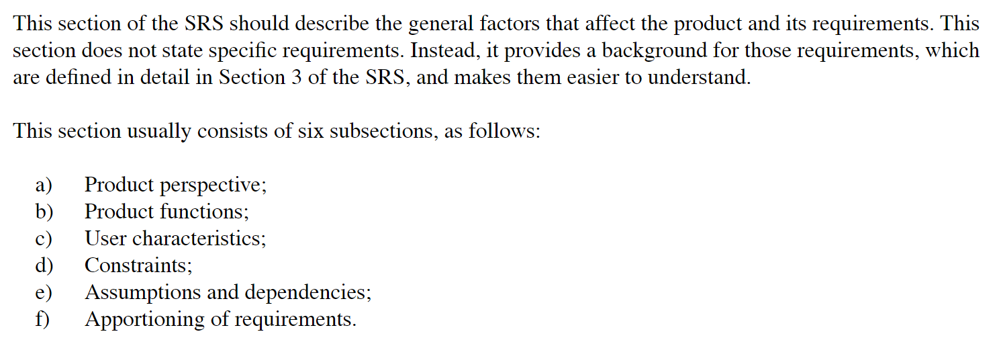 This section of the SRS should describe the general factors that affect the product and its requirements. This
section does not state specific requirements. Instead, it provides a background for those requirements, which
are defined in detail in Section 3 of the SRS, and makes them easier to understand.
This section usually consists of six subsections, as follows:
a) Product perspective;
b) Product functions;
c) User characteristics;
d) Constraints;
e) Assumptions and dependencies;
f) Apportioning of requirements.